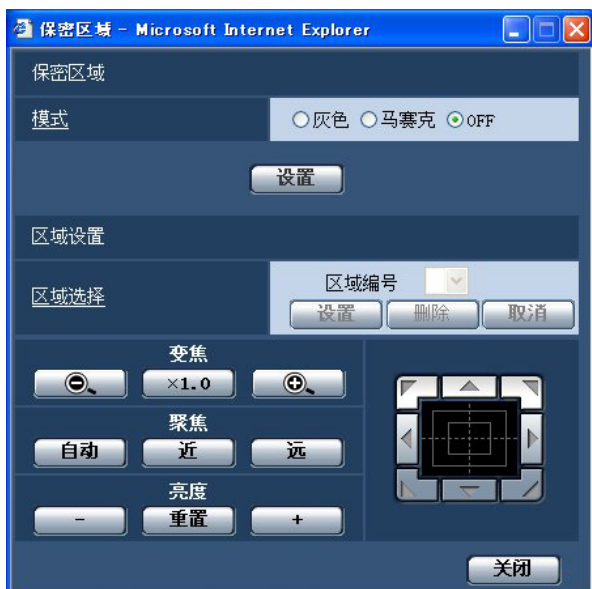 保密区域 - Microsoft Internet Explorer
保密区域
模式 灰色 马赛克 OFF
设置
区域设置
区域选择 区域编号
设置 删除 取消
变焦
×1.0
聚焦
自动 近 远
亮度
- 重置 +
关闭